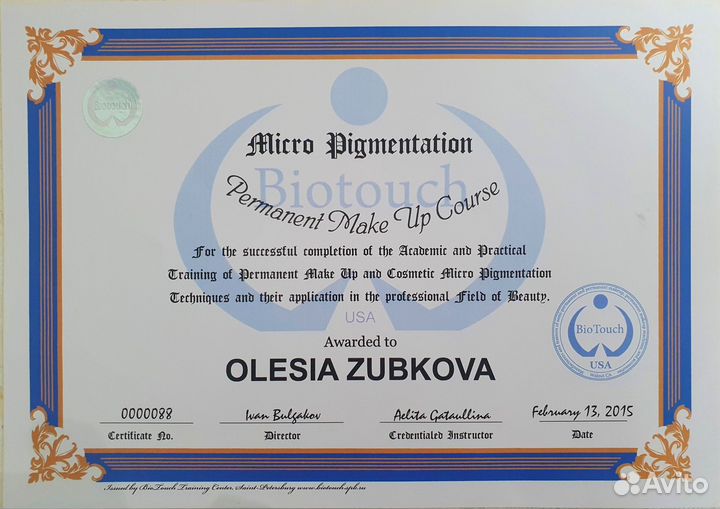 Biotouch
Micro Pigmentation
Biotouch
Permanent Make Up Course
For the successful completion of the Academic and Practical
Training of Permanent Make Up and Cosmetic Micro Pigmentation
Techniques and their application in the professional Field of Beauty.
USA
Awarded to
OLESIA ZUBKOVA
BioTouch
USA
Walnut CA
0000088 Ivan Bulgakov Aelita Gataullina February 13, 2015
Certificate No. Director Credentialed Instructor Date
Issued by BioTouch Training Center, Saint-Petersburg www.biotouch.spb.ru
Avito